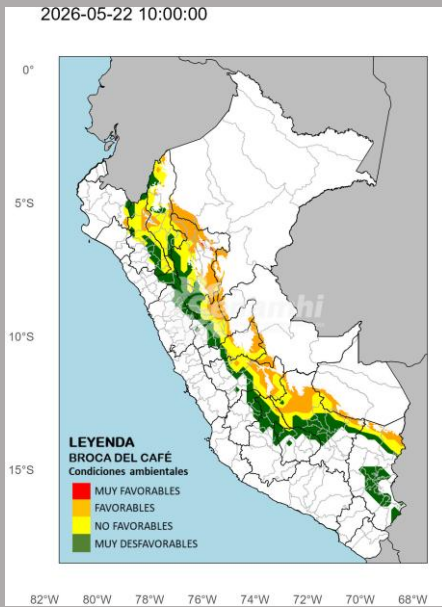 2026-05-22 10:00:00
0°
5°S
10°S
15°S
Senamhi
LEYENDA
BROCA DEL CAFÉ
Condiciones ambientales
MUY FAVORABLES
FAVORABLES
NO FAVORABLES
MUY DESFAVORABLES
82°W 80°W 78°W 76°W 74°W 72°W 70°W 68°W